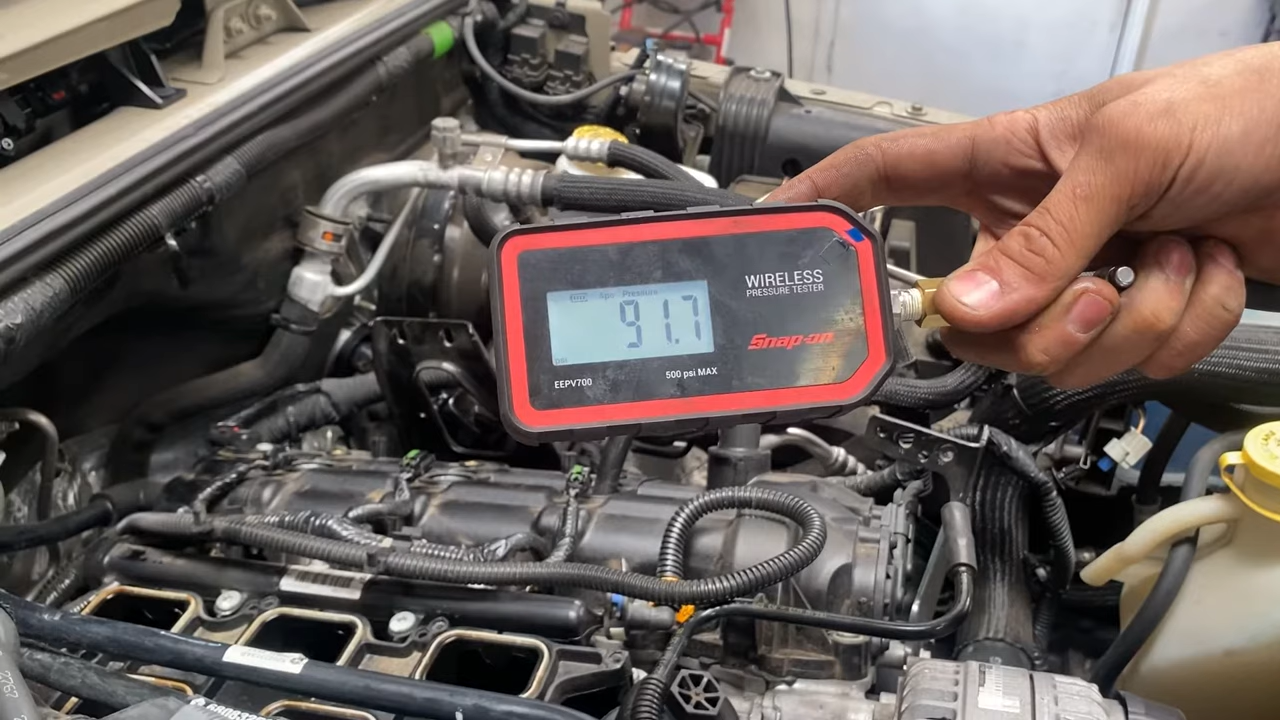 WIRELESS
PRESSURE TESTER
Pressure
91.7
Snap-on
EEPV700
500 psi MAX